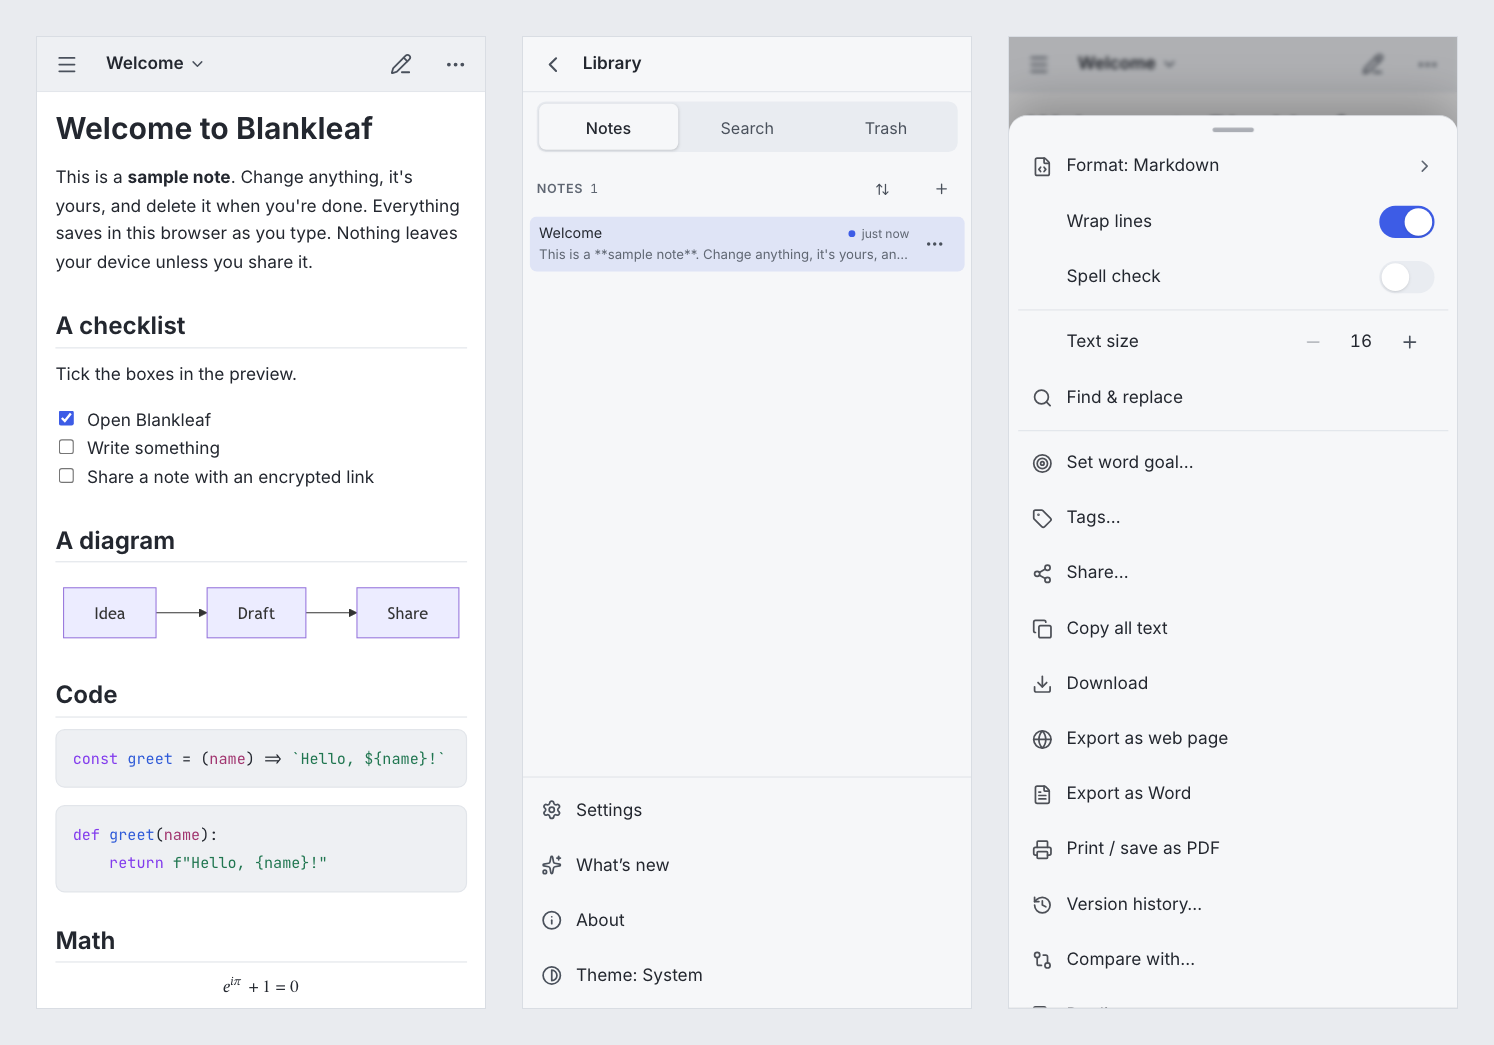 Welcome
Welcome to Blankleaf
This is a sample note. Change anything, it's
yours, and delete it when you're done. Everything
saves in this browser as you type. Nothing leaves
your device unless you share it.
A checklist
Tick the boxes in the preview.
Open Blankleaf
Write something
Share a note with an encrypted link
A diagram
Idea
Draft
Share
Code
const greet = (name) => `Hello, ${name}!`
def greet(name):
    return f"Hello, {name}!"
Math
e^{iπ} + 1 = 0
Library
Notes
Search
Trash
NOTES 1
Welcome
just now
This is a **sample note**. Change anything, it's yours, an...
Settings
What’s new
About
Theme: System
Welcome
Format: Markdown
Wrap lines
Spell check
Text size
16
Find & replace
Set word goal...
Tags...
Share...
Copy all text
Download
Export as web page
Export as Word
Print / save as PDF
Version history...
Compare with...